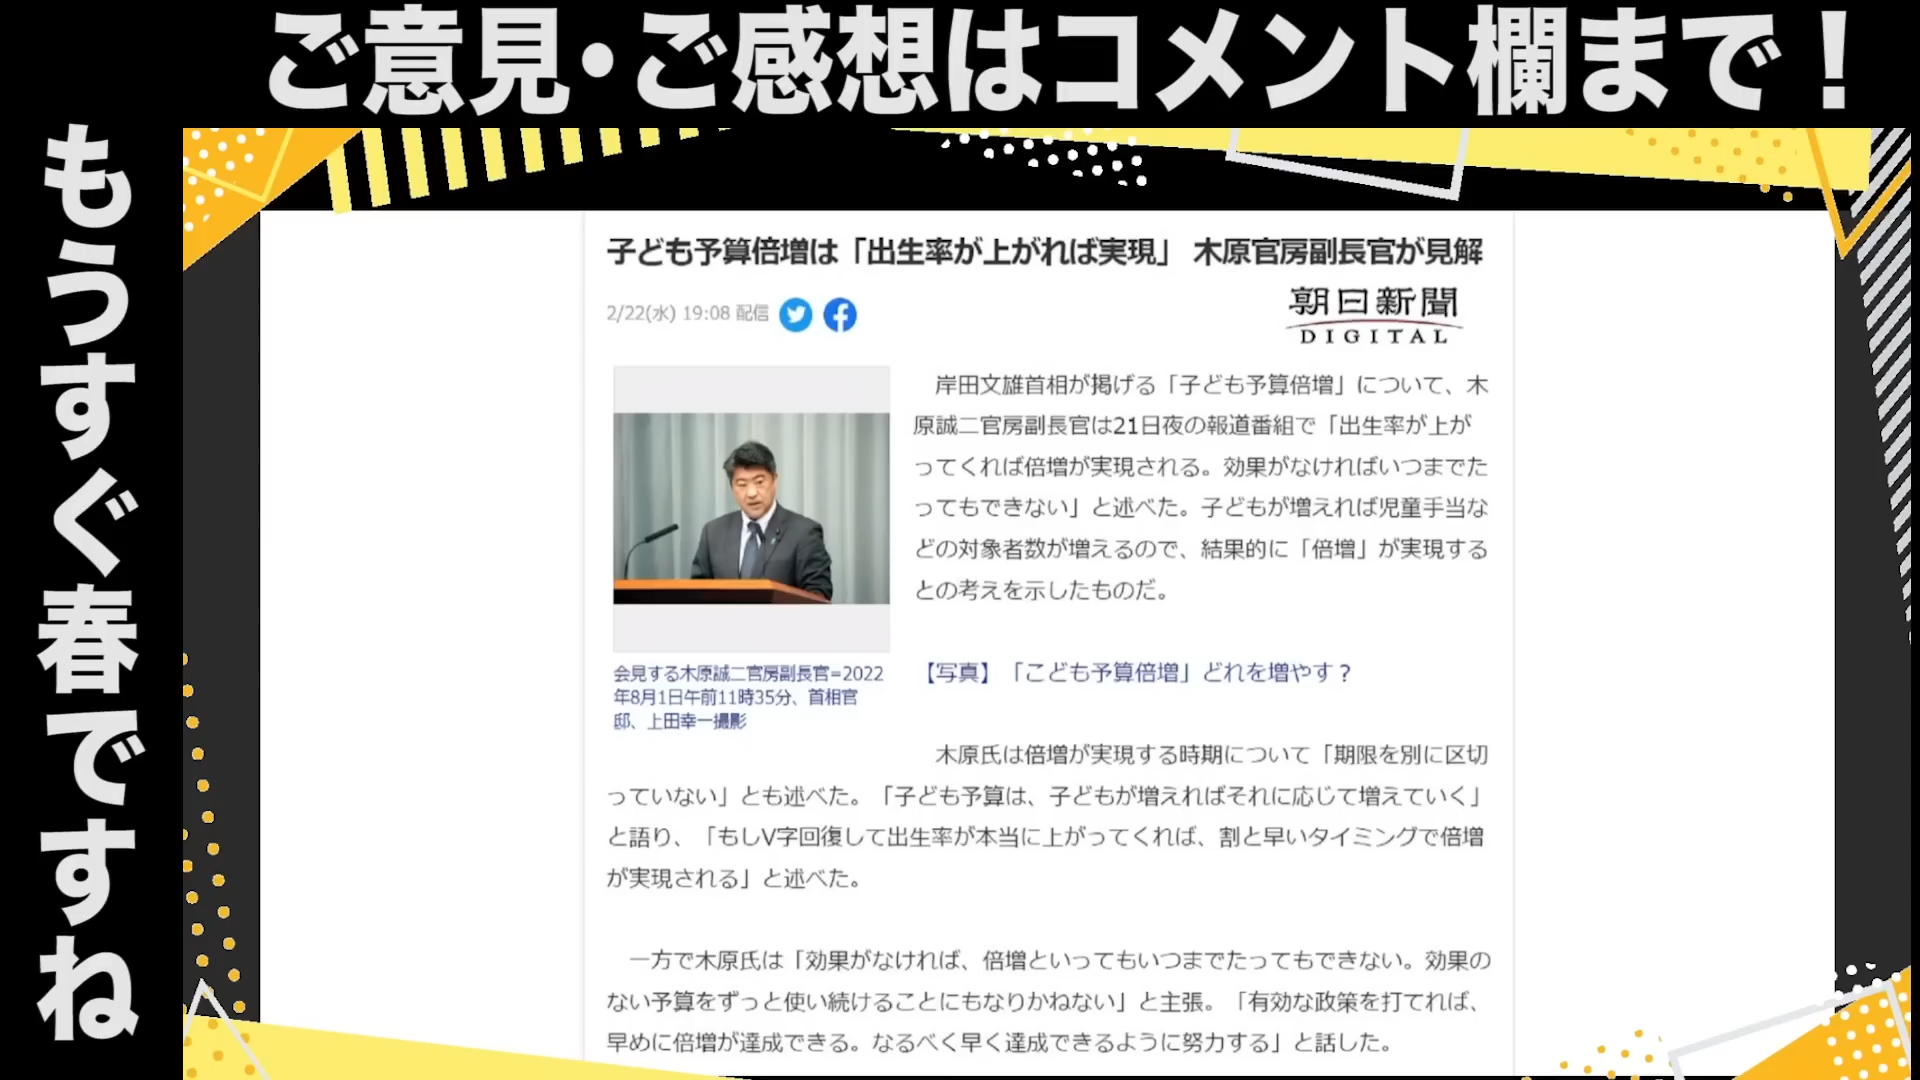 ご意見・ご感想はコメント欄まで！
もうすぐ春ですね
子ども予算倍増は「出生率が上がれば実現」 木原官房副長官が見解
2/22(水) 19:08 配信
朝日新聞
DIGITAL
岸田文雄首相が掲げる「子ども予算倍増」について、木
原誠二官房副長官は21日夜の報道番組で「出生率が上が
ってくれば倍増が実現される。効果がなければいつまでた
ってもできない」と述べた。子どもが増えれば児童手当な
どの対象者数が増えるので、結果的に「倍増」が実現する
との考えを示したものだ。
会見する木原誠二官房副長官=2022
年8月1日午前11時35分、首相官
邸、上田幸一撮影
【写真】「こども予算倍増」どれを増やす？
木原氏は倍増が実現する時期について「期限を別に区切
っていない」とも述べた。「子ども予算は、子どもが増えればそれに応じて増えていく」
と語り、「もしV字回復して出生率が本当に上がってくれば、割と早いタイミングで倍増
が実現される」と述べた。
一方で木原氏は「効果がなければ、倍増といってもいつまでたってもできない。効果の
ない予算をずっと使い続けることにもなりかねない」と主張。「有効な政策を打てれば、
早めに倍増が達成できる。なるべく早く達成できるように努力する」と話した。